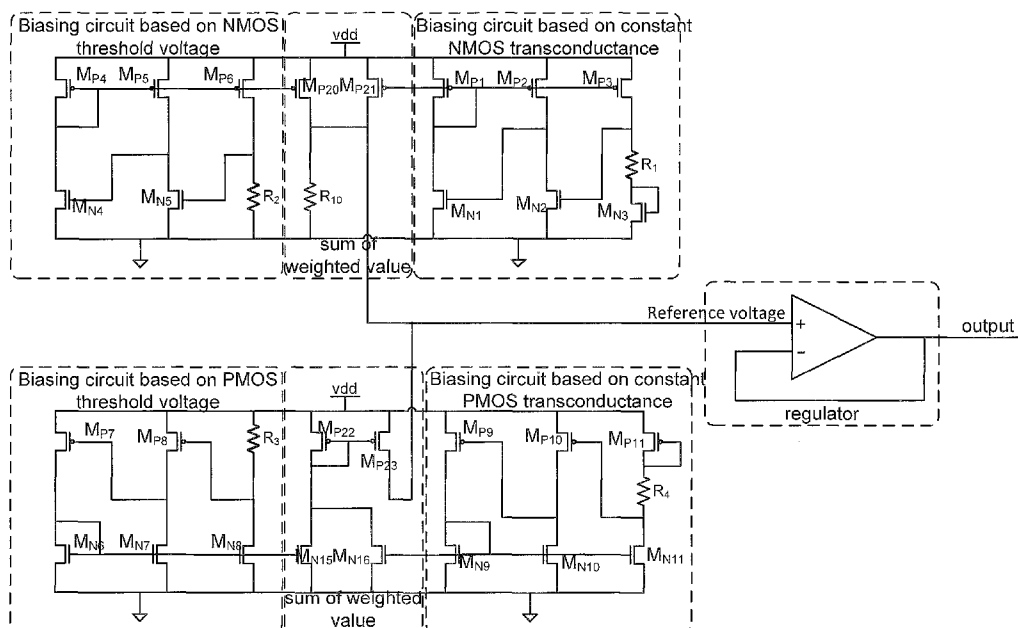 Biasing circuit based on NMOS
threshold voltage
vdd
Biasing circuit based on constant
NMOS transconductance
MP4
MP5
MP6
MP20
MP21
MP1
MP2
MP3
MN4
MN5
R2
R10
MN1
MN2
R1
MN3
sum of
weighted value
Reference voltage
+
-
output
regulator
Biasing circuit based on PMOS
threshold voltage
vdd
Biasing circuit based on constant
PMOS transconductance
MP7
MP8
R3
MP22
MP23
MP9
MP10
MP11
R4
MN6
MN7
MN8
MN15
MN16
MN9
MN10
MN11
sum of weighted
value